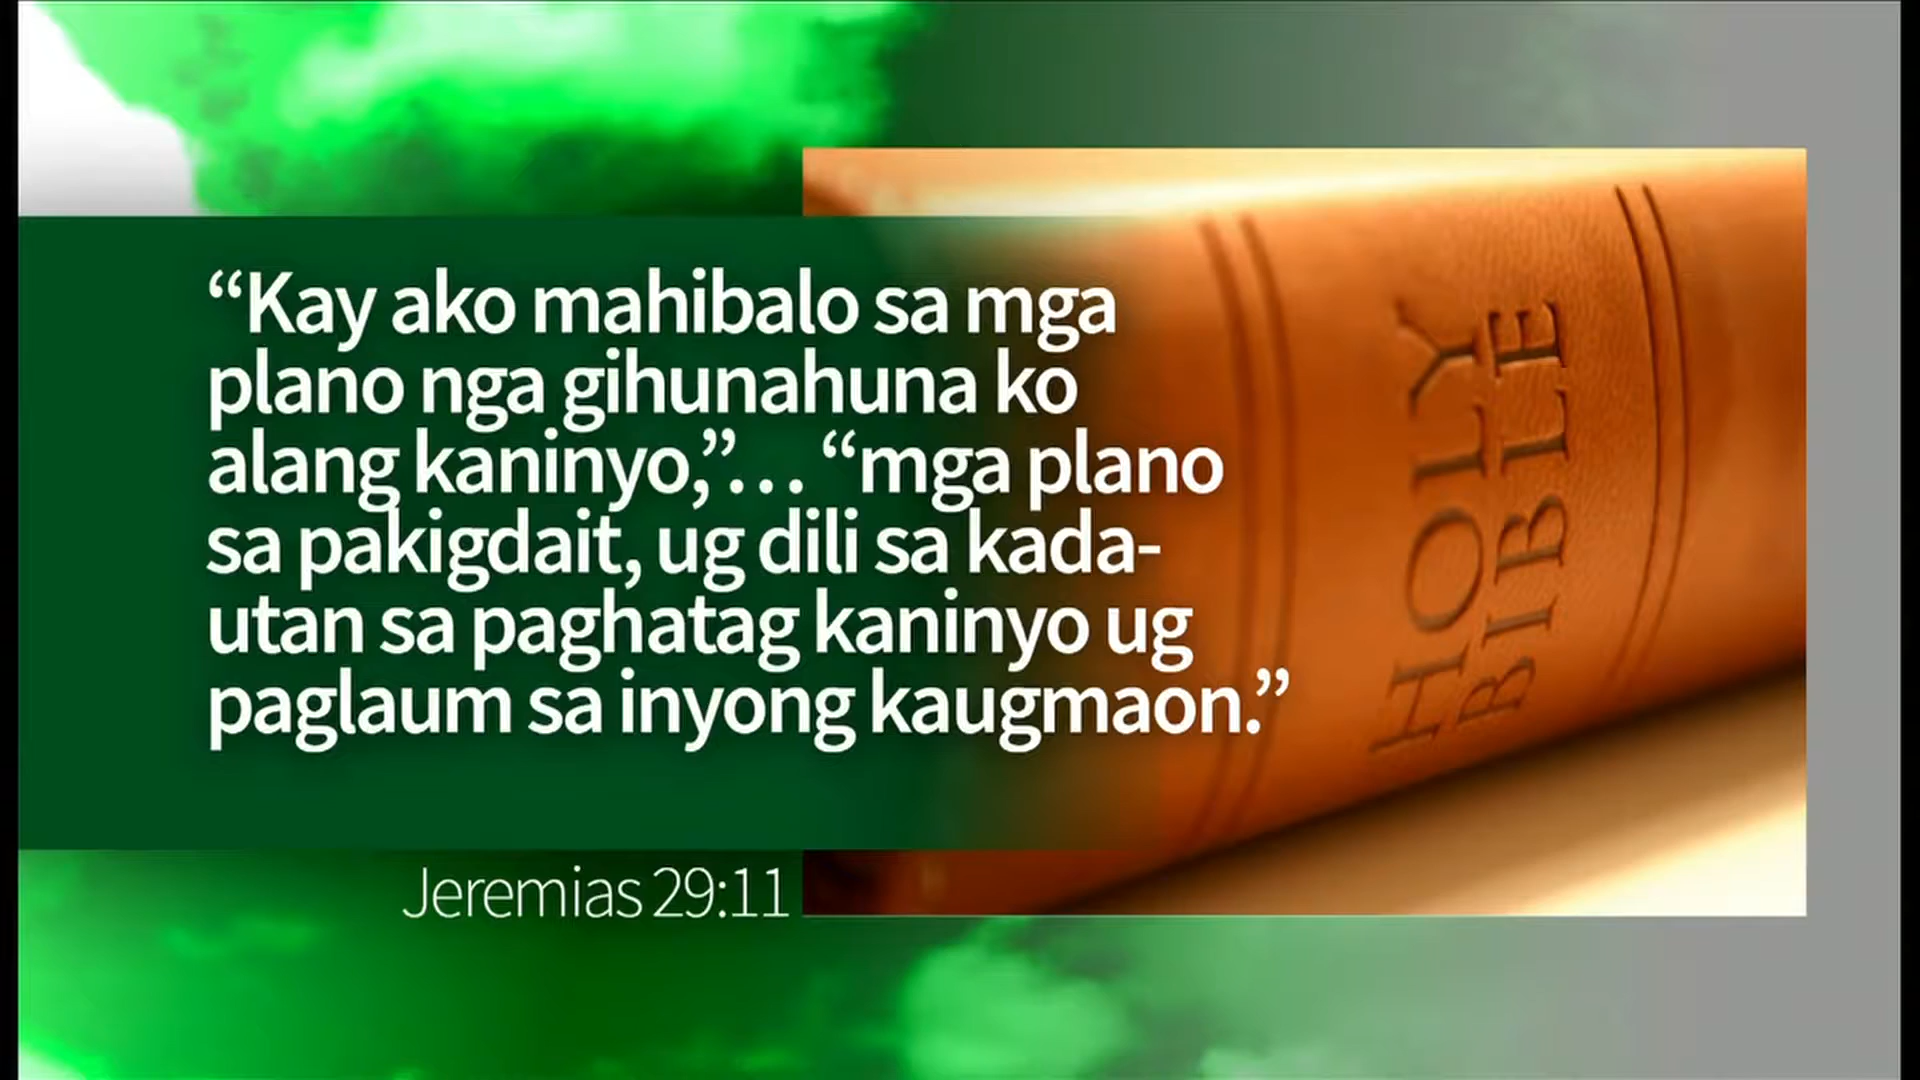 “Kay ako mahibalo sa mga
plano nga gihunahuna ko
alang kaninyo,”... “mga plano
sa pakigdait, ug dili sa kada-
utan sa paghatag kaninyo ug
paglaum sa inyong kaugmaon.”
Jeremias 29:11
HOLY
BIBLE